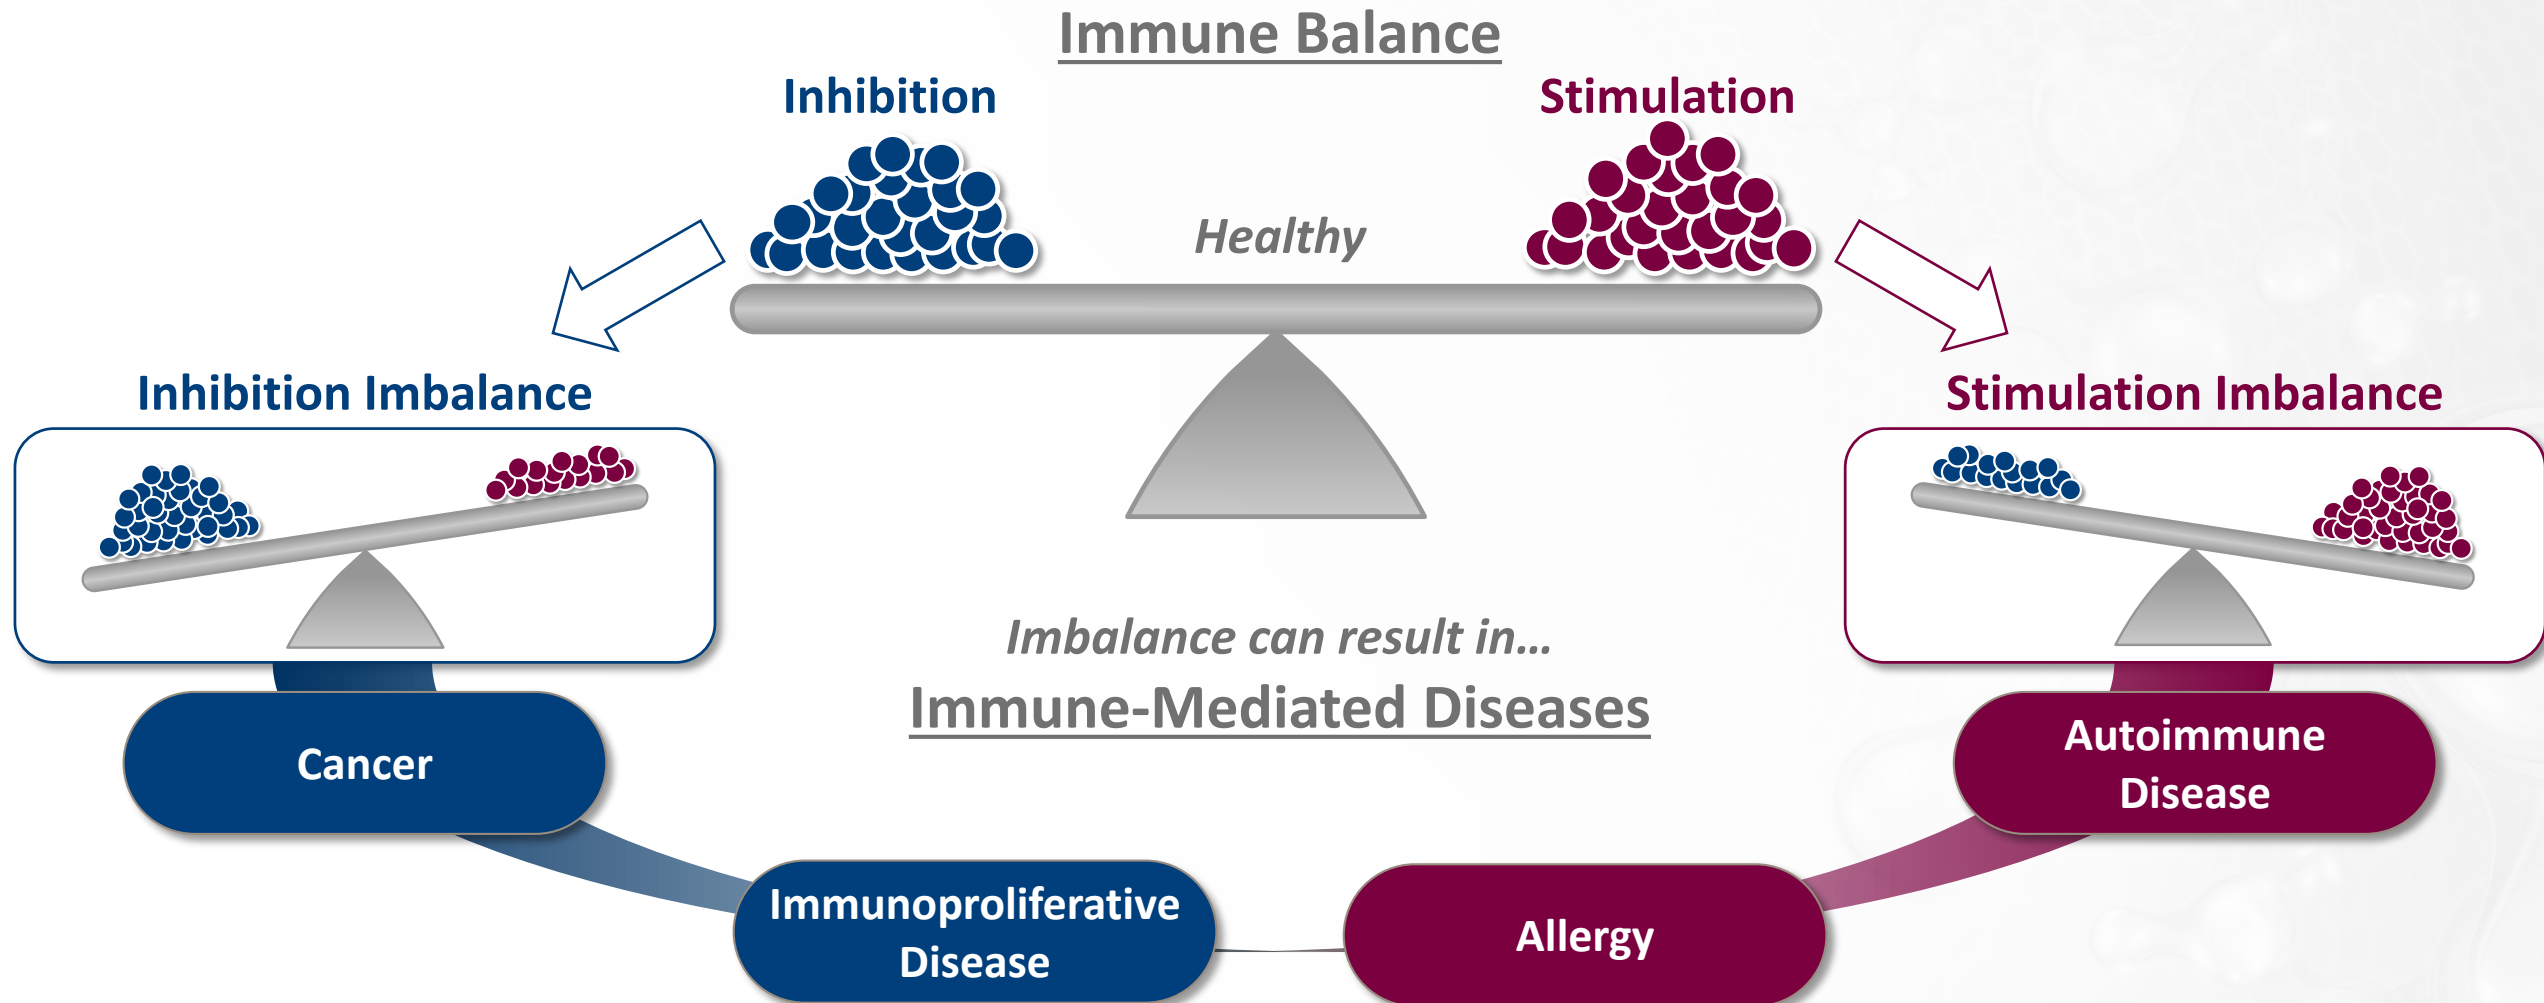 Immune Balance
Inhibition
Stimulation
Healthy
Inhibition Imbalance
Stimulation Imbalance
Imbalance can result in...
Immune-Mediated Diseases
Cancer
Autoimmune
Disease
Immunoproliferative
Disease
Allergy